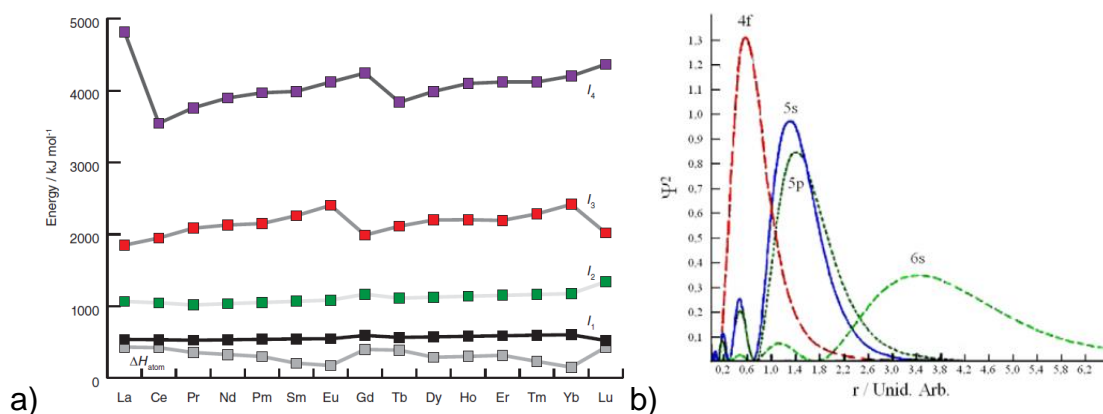 5000
4000
3000
2000
1000
0
Energy / kJ mol⁻¹
I₄
I₃
I₂
I₁
ΔH_atom
La Ce Pr Nd Pm Sm Eu Gd Tb Dy Ho Er Tm Yb Lu
a)
1.3
1.2
1.1
1.0
0.9
0.8
0.7
0.6
0.5
0.4
0.3
0.2
0.1
Ψ²
4f
5s
5p
6s
0,2 0.6 1.0 1.4 1.8 2.2 2.6 3.0 3.4 3.8 4.2 4.6 5.0 5.4 5.8 6.2
r / Unid. Arb.
b)